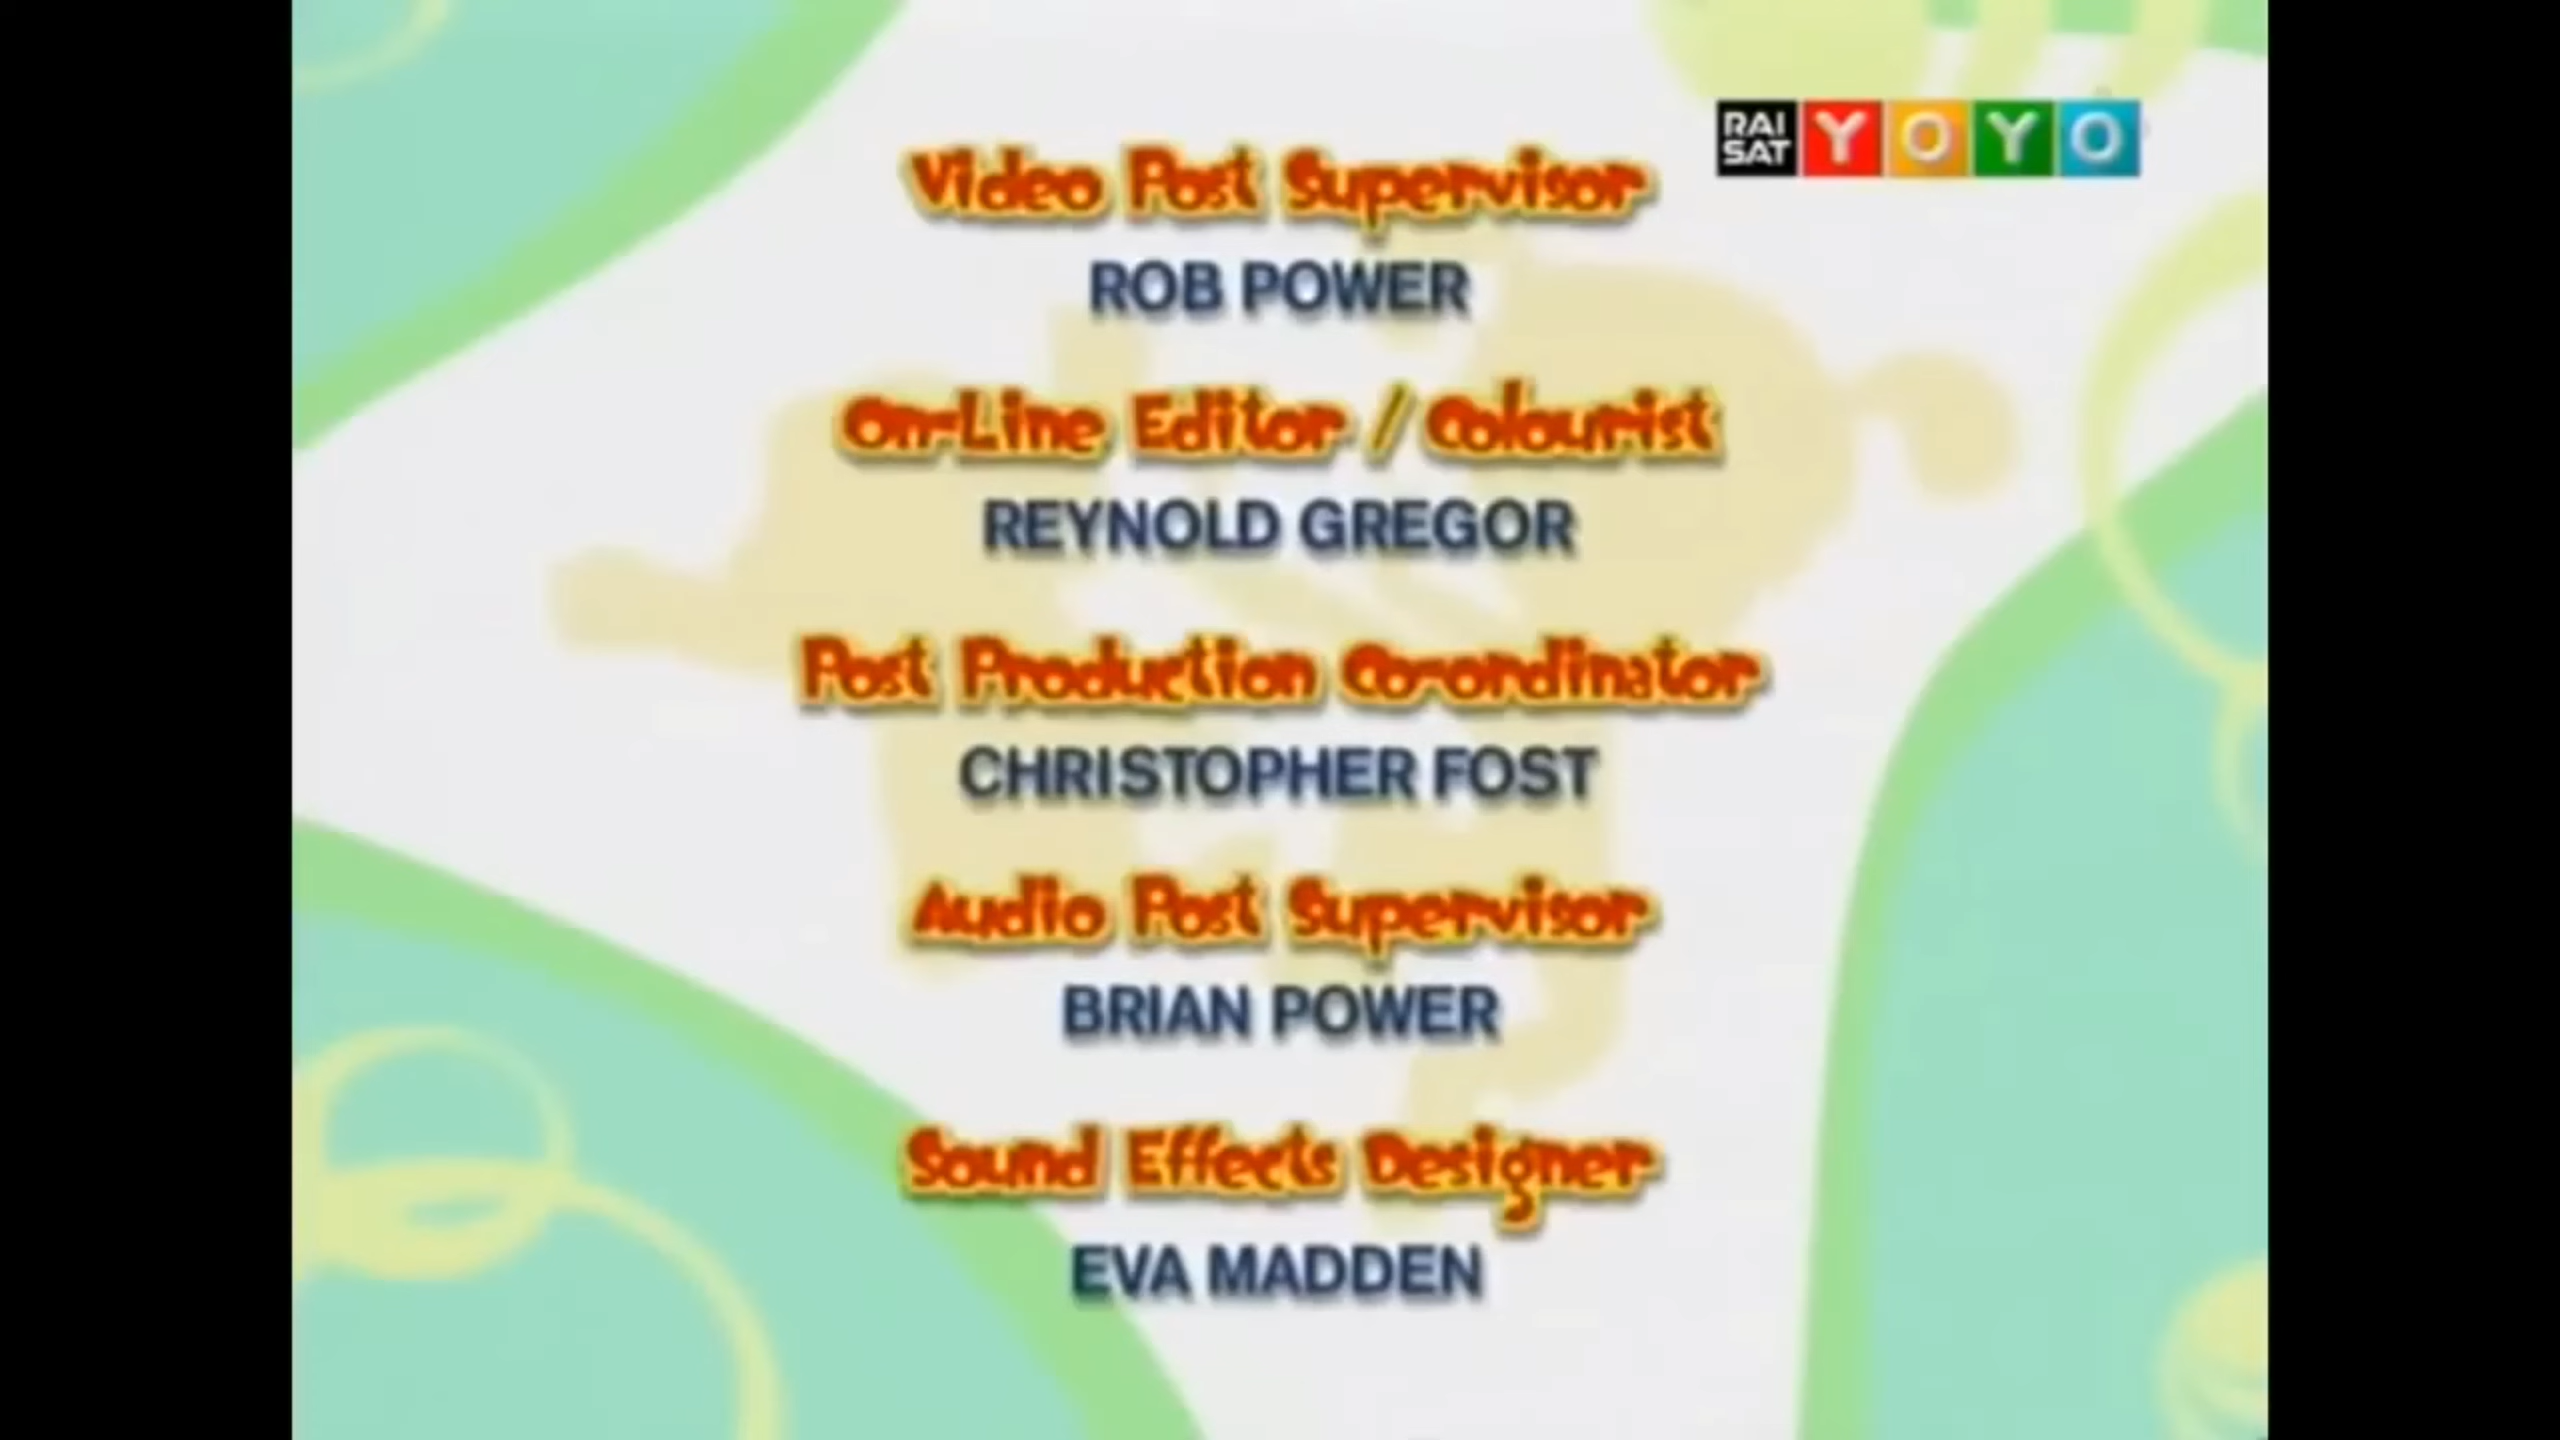 RAI
SAT YOYO
Video Post Supervisor
ROB POWER
On-Line Editor / Colourist
REYNOLD GREGOR
Post Production Co-ordinator
CHRISTOPHER FOST
Audio Post Supervisor
BRIAN POWER
Sound Effects Designer
EVA MADDEN